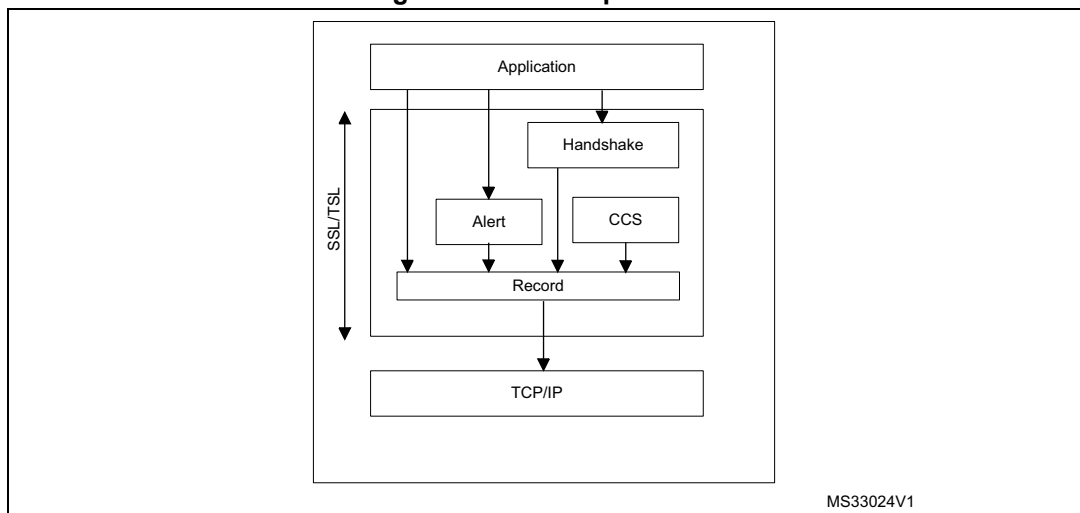 Application
Handshake
SSL/TSL
Alert
CCS
Record
TCP/IP
MS33024V1